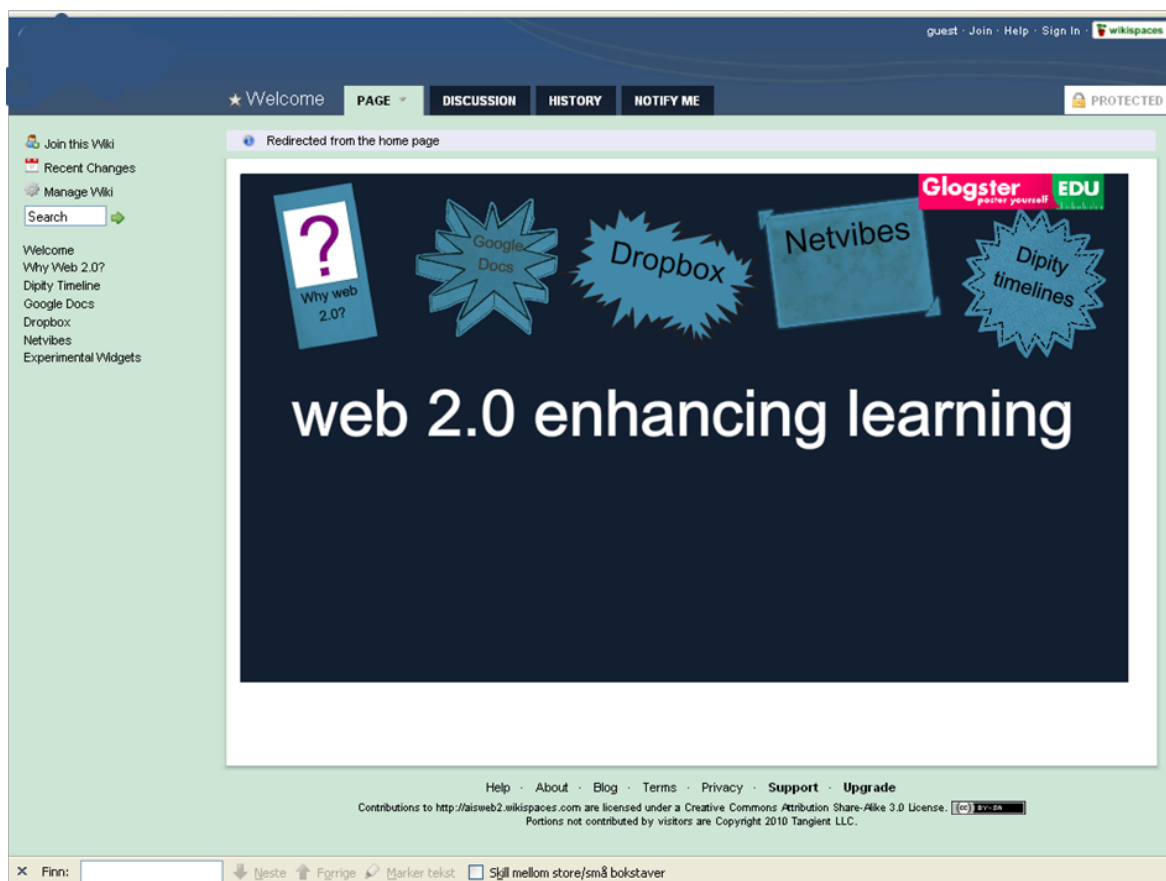 guest · Join · Help · Sign In · wikispaces
Welcome PAGE DISCUSSION HISTORY NOTIFY ME PROTECTED
Join this Wiki
Recent Changes
Manage Wiki
Search
Welcome
Why Web 2.0?
Dipity Timeline
Google Docs
Dropbox
Netvibes
Experimental Widgets
Redirected from the home page
Glogster EDU
poster yourself
?
Why web
2.0?
Google
Docs
Dropbox
Netvibes
Dipity
timelines
web 2.0 enhancing learning
Help · About · Blog · Terms · Privacy · Support · Upgrade
Contributions to http://aisweb2.wikispaces.com are licensed under a Creative Commons Attribution Share-Alike 3.0 License. (cc) BY-SA
Portions not contributed by visitors are Copyright 2010 Tangient LLC.
× Finn: Neste Forrige Marker tekst Skill mellom store/små bokstaver